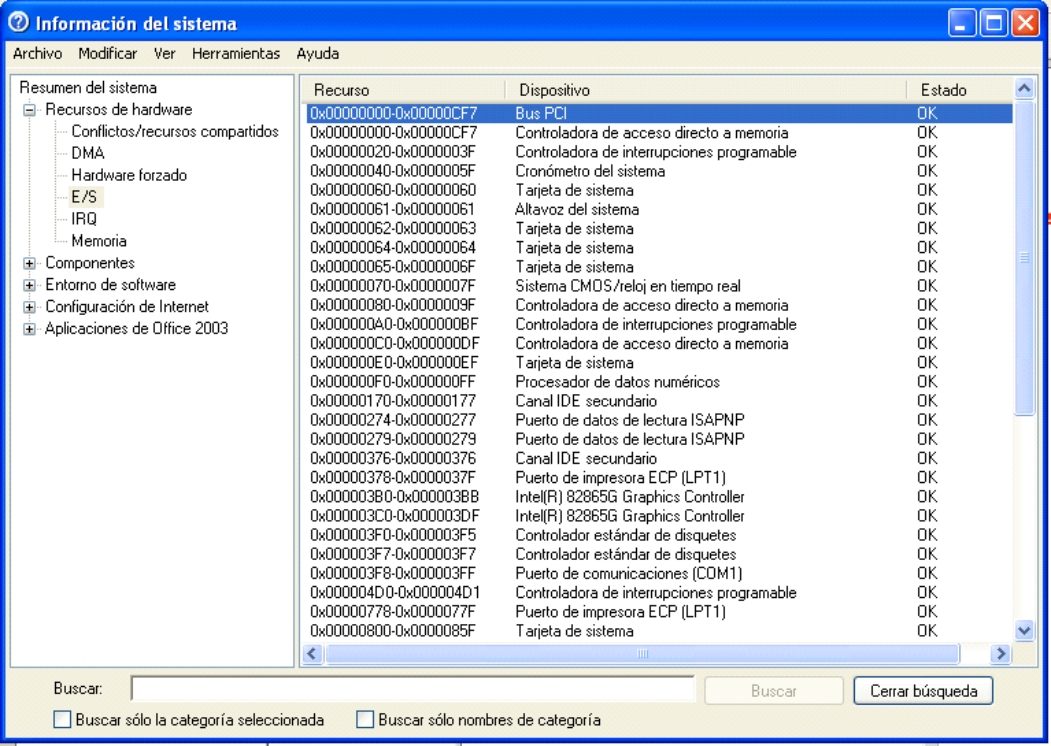 Información del sistema
Archivo Modificar Ver Herramientas Ayuda
Resumen del sistema
Recursos de hardware
Conflictos/recursos compartidos
DMA
Hardware forzado
E/S
IRQ
Memoria
Componentes
Entorno de software
Configuración de Internet
Aplicaciones de Office 2003
Recurso Dispositivo Estado
0x00000000-0x00000CF7 Bus PCI OK
0x00000000-0x00000CF7 Controladora de acceso directo a memoria OK
0x00000020-0x0000003F Controladora de interrupciones programable OK
0x00000040-0x0000005F Cronómetro del sistema OK
0x00000060-0x00000060 Tarjeta de sistema OK
0x00000061-0x00000061 Altavoz del sistema OK
0x00000062-0x00000063 Tarjeta de sistema OK
0x00000064-0x00000064 Tarjeta de sistema OK
0x00000065-0x0000006F Tarjeta de sistema OK
0x00000070-0x0000007F Sistema CMOS/reloj en tiempo real OK
0x00000080-0x0000009F Controladora de acceso directo a memoria OK
0x000000A0-0x000000BF Controladora de interrupciones programable OK
0x000000C0-0x000000DF Controladora de acceso directo a memoria OK
0x000000E0-0x000000EF Tarjeta de sistema OK
0x000000F0-0x000000FF Procesador de datos numéricos OK
0x00000170-0x00000177 Canal IDE secundario OK
0x00000274-0x00000277 Puerto de datos de lectura ISAPNP OK
0x00000279-0x00000279 Puerto de datos de lectura ISAPNP OK
0x00000376-0x00000376 Canal IDE secundario OK
0x00000378-0x0000037F Puerto de impresora ECP (LPT1) OK
0x000003B0-0x000003BB Intel(R) 82865G Graphics Controller OK
0x000003C0-0x000003DF Intel(R) 82865G Graphics Controller OK
0x000003F0-0x000003F5 Controlador estándar de disquetes OK
0x000003F7-0x000003F7 Controlador estándar de disquetes OK
0x000003F8-0x000003FF Puerto de comunicaciones (COM1) OK
0x000004D0-0x000004D1 Controladora de interrupciones programable OK
0x00000778-0x0000077F Puerto de impresora ECP (LPT1) OK
0x00000800-0x0000085F Tarjeta de sistema OK
Buscar: Buscar Cerrar búsqueda
Buscar sólo la categoría seleccionada Buscar sólo nombres de categoría